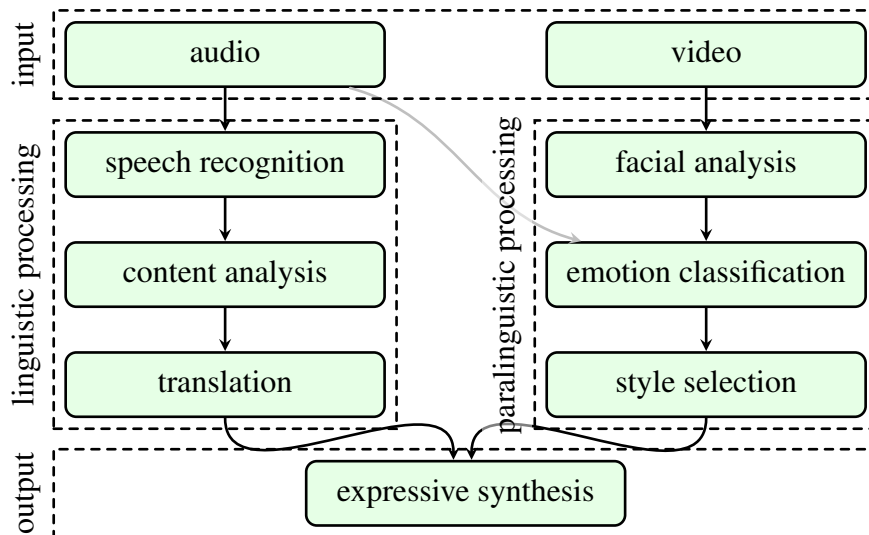 input
audio
video
linguistic processing
speech recognition
content analysis
translation
paralinguistic processing
facial analysis
emotion classification
style selection
output
expressive synthesis